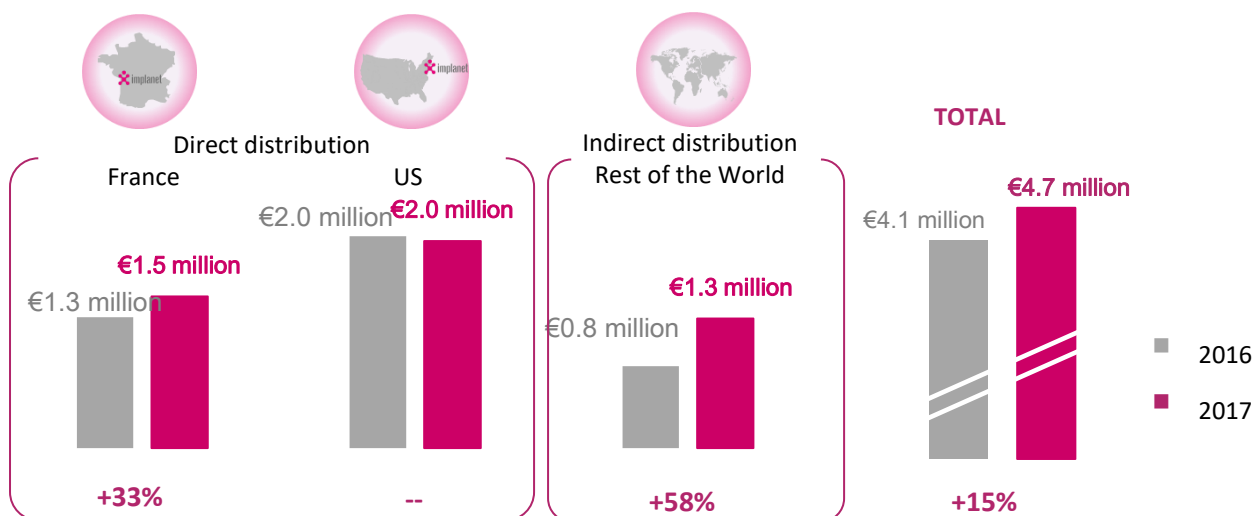 implanet
implanet
TOTAL
Direct distribution
Indirect distribution
France
US
Rest of the World
€1.3 million
€1.5 million
€2.0 million
€2.0 million
€0.8 million
€1.3 million
€4.1 million
€4.7 million
2016
2017
+33%
--
+58%
+15%